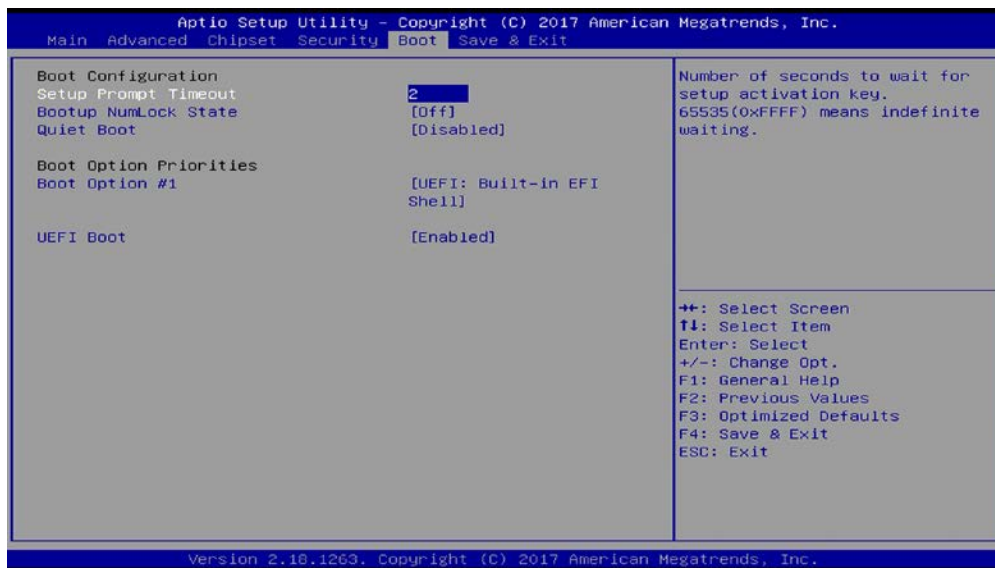 Aptio Setup Utility – Copyright (C) 2017 American Megatrends, Inc.
Main Advanced Chipset Security Boot Save & Exit
Boot Configuration
Setup Prompt Timeout 2
Bootup NumLock State [Off]
Quiet Boot [Disabled]
Boot Option Priorities
Boot Option #1 [UEFI: Built-in EFI
Shell]
UEFI Boot [Enabled]
Number of seconds to wait for
setup activation key.
65535(0xFFFF) means indefinite
waiting.
→←: Select Screen
↑↓: Select Item
Enter: Select
+/-: Change Opt.
F1: General Help
F2: Previous Values
F3: Optimized Defaults
F4: Save & Exit
ESC: Exit
Version 2.18.1263. Copyright (C) 2017 American Megatrends, Inc.